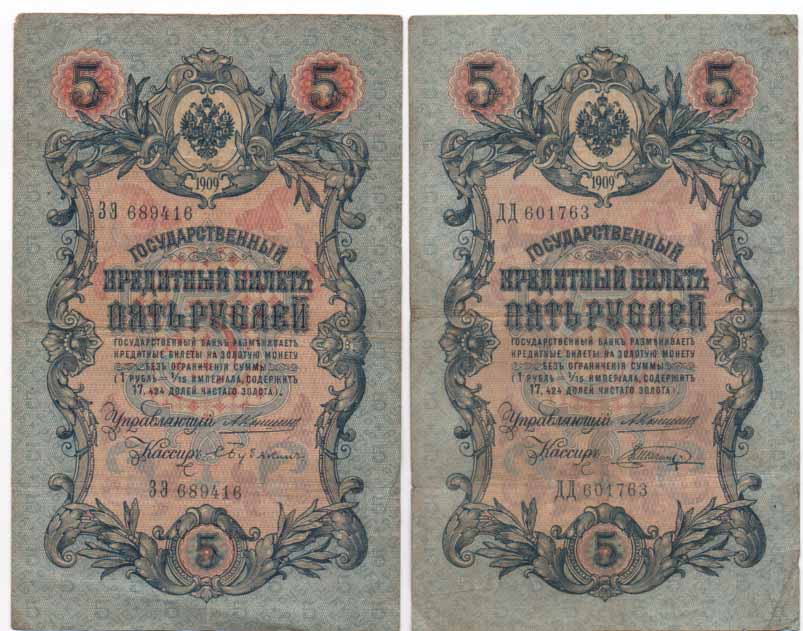 5 5
1909
ЗЭ 689416
ГОСУДАРСТВЕННЫЙ
КРЕДИТНЫЙ БИЛЕТЪ
ПЯТЬ РУБЛЕЙ
ГОСУДАРСТВЕННЫЙ БАНКЪ РАЗМѢНИВАЕТЪ
КРЕДИТНЫЕ БИЛЕТЫ НА ЗОЛОТУЮ МОНЕТУ
БЕЗЪ ОГРАНИЧЕНІЯ СУММЫ
(1 РУБЛЬ = 1/15 ИМПЕРІАЛА, СОДЕРЖИТЪ
17,424 ДОЛЕЙ ЧИСТАГО ЗОЛОТА).
Управляющій
Кассиръ
ЗЭ 689416
5
5 5
1909
ДД 601763
ГОСУДАРСТВЕННЫЙ
КРЕДИТНЫЙ БИЛЕТЪ
ПЯТЬ РУБЛЕЙ
ГОСУДАРСТВЕННЫЙ БАНКЪ РАЗМѢНИВАЕТЪ
КРЕДИТНЫЕ БИЛЕТЫ НА ЗОЛОТУЮ МОНЕТУ
БЕЗЪ ОГРАНИЧЕНІЯ СУММЫ
(1 РУБЛЬ = 1/15 ИМПЕРІАЛА, СОДЕРЖИТЪ
17,424 ДОЛЕЙ ЧИСТАГО ЗОЛОТА).
Управляющій
Кассиръ
ДД 601763
5